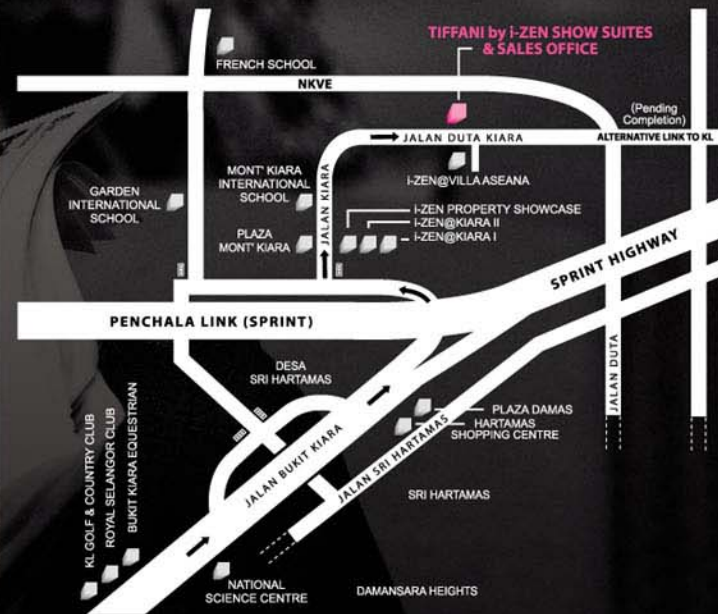 TIFFANI by i-ZEN SHOW SUITES
& SALES OFFICE
FRENCH SCHOOL
NKVE
(Pending
Completion)
JALAN DUTA KIARA
ALTERNATIVE LINK TO KL
MONT' KIARA
INTERNATIONAL
SCHOOL
i-ZEN@VILLA ASEANA
GARDEN
INTERNATIONAL
SCHOOL
JALAN KIARA
i-ZEN PROPERTY SHOWCASE
i-ZEN@KIARA II
i-ZEN@KIARA I
PLAZA
MONT' KIARA
SPRINT HIGHWAY
PENCHALA LINK (SPRINT)
JALAN DUTA
DESA
SRI HARTAMAS
PLAZA DAMAS
HARTAMAS
SHOPPING CENTRE
JALAN BUKIT KIARA
JALAN SRI HARTAMAS
SRI HARTAMAS
KL GOLF & COUNTRY CLUB
ROYAL SELANGOR CLUB
BUKIT KIARA EQUESTRIAN
NATIONAL
SCIENCE CENTRE
DAMANSARA HEIGHTS